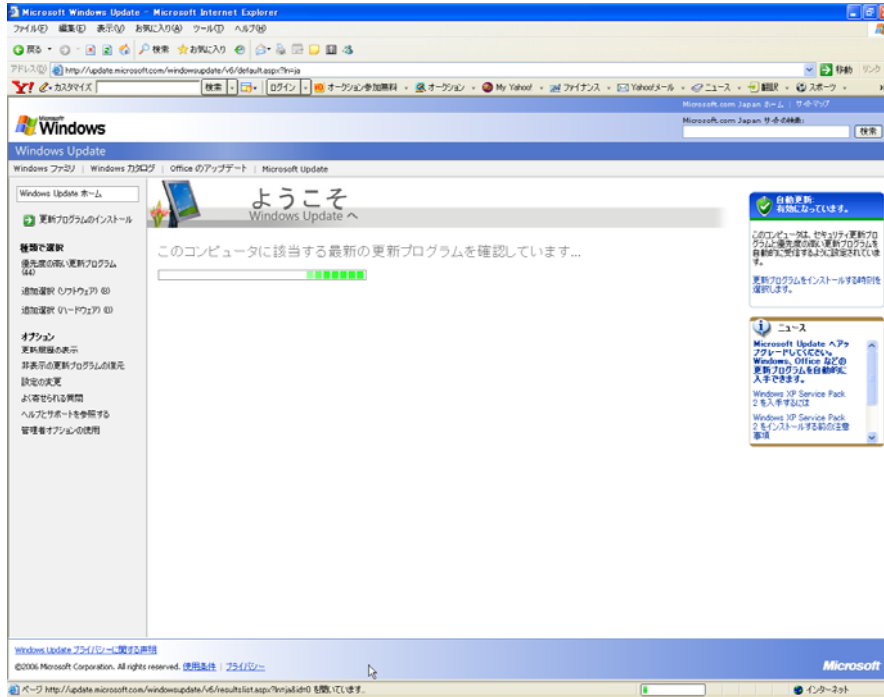 Microsoft Windows Update - Microsoft Internet Explorer
ファイル(F) 編集(E) 表示(V) お気に入り(A) ツール(T) ヘルプ(H)
戻る 検索 お気に入り
アドレス(D) http://update.microsoft.com/windowsupdate/v6/default.aspx?ln=ja 移動 リンク
Y! カスタマイズ 検索 ログイン オークション参加無料 オークション My Yahoo! ファイナンス Yahoo!メール ニュース 翻訳 スポーツ
Microsoft.com Japan ホーム | サイトマップ
Microsoft Windows
Microsoft.com Japan サイトの検索:
検索
Windows Update
Windows ファミリ | Windows カタログ | Office のアップデート | Microsoft Update
Windows Update ホーム
更新プログラムのインストール
種類で選択
優先度の高い更新プログラム
(44)
追加選択 (ソフトウェア) (8)
追加選択 (ハードウェア) (0)
オプション
更新履歴の表示
非表示の更新プログラムの復元
設定の変更
よく寄せられる質問
ヘルプとサポートを参照する
管理者オプションの使用
ようこそ
Windows Update へ
このコンピュータに該当する最新の更新プログラムを確認しています...
自動更新:
有効になっています。
このコンピュータは、セキュリティ更新プロ
グラムと優先度の高い更新プログラムを
自動的に受信するように設定されていま
す。
更新プログラムをインストールする時刻を
選択します。
ニュース
Microsoft Update へアッ
プグレードしてください。
Windows、Office などの
更新プログラムを自動的に
入手できます。
Windows XP Service Pack
2 を入手するには
Windows XP Service Pack
2 をインストールする前の注意
事項
Windows Update プライバシーに関する声明
©2006 Microsoft Corporation. All rights reserved. 使用条件 | プライバシー
Microsoft
ページ http://update.microsoft.com/windowsupdate/v6/resultslist.aspx?ln=ja&id=0 を開いています... インターネット